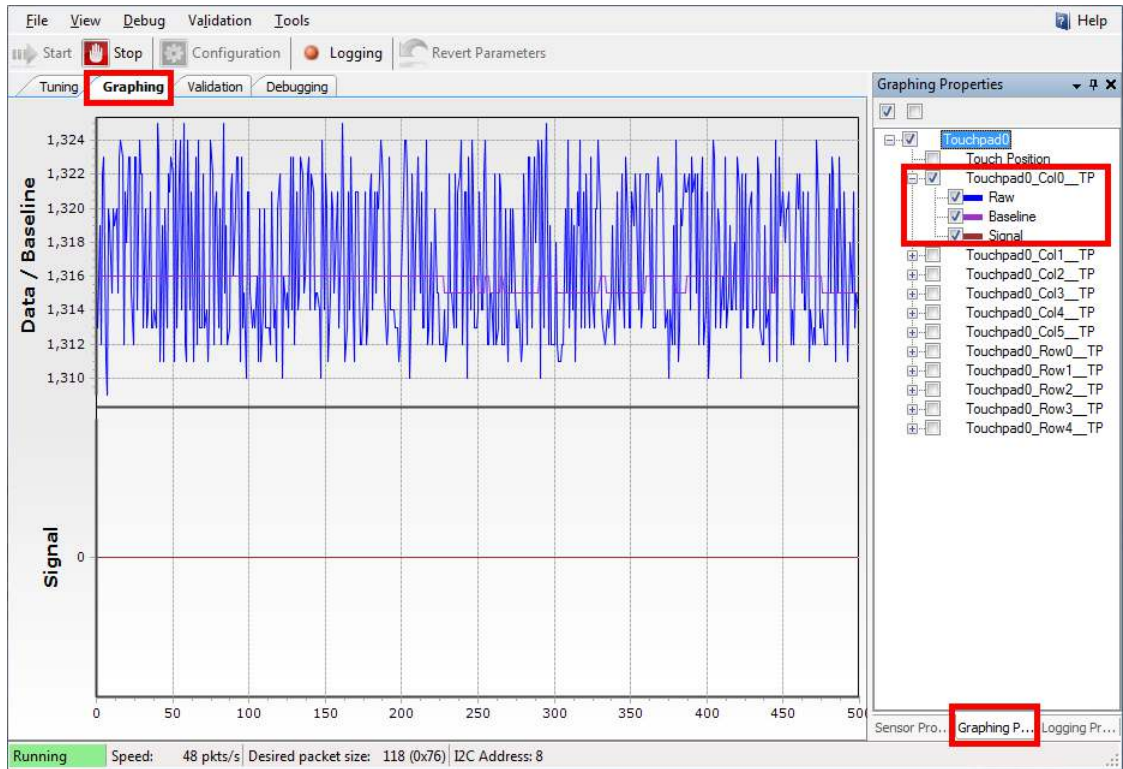 File View Debug Validation Tools Help
Start Stop Configuration Logging Revert Parameters
Tuning Graphing Validation Debugging
Graphing Properties
Data / Baseline
1,324
1,322
1,320
1,318
1,316
1,314
1,312
1,310
Signal
0
0 50 100 150 200 250 300 350 400 450 50
Touchpad0
Touch Position
Touchpad0_Col0__TP
Raw
Baseline
Signal
Touchpad0_Col1__TP
Touchpad0_Col2__TP
Touchpad0_Col3__TP
Touchpad0_Col4__TP
Touchpad0_Col5__TP
Touchpad0_Row0__TP
Touchpad0_Row1__TP
Touchpad0_Row2__TP
Touchpad0_Row3__TP
Touchpad0_Row4__TP
Sensor Pro... Graphing P... Logging Pr...
Running Speed: 48 pkts/s Desired packet size: 118 (0x76) I2C Address: 8